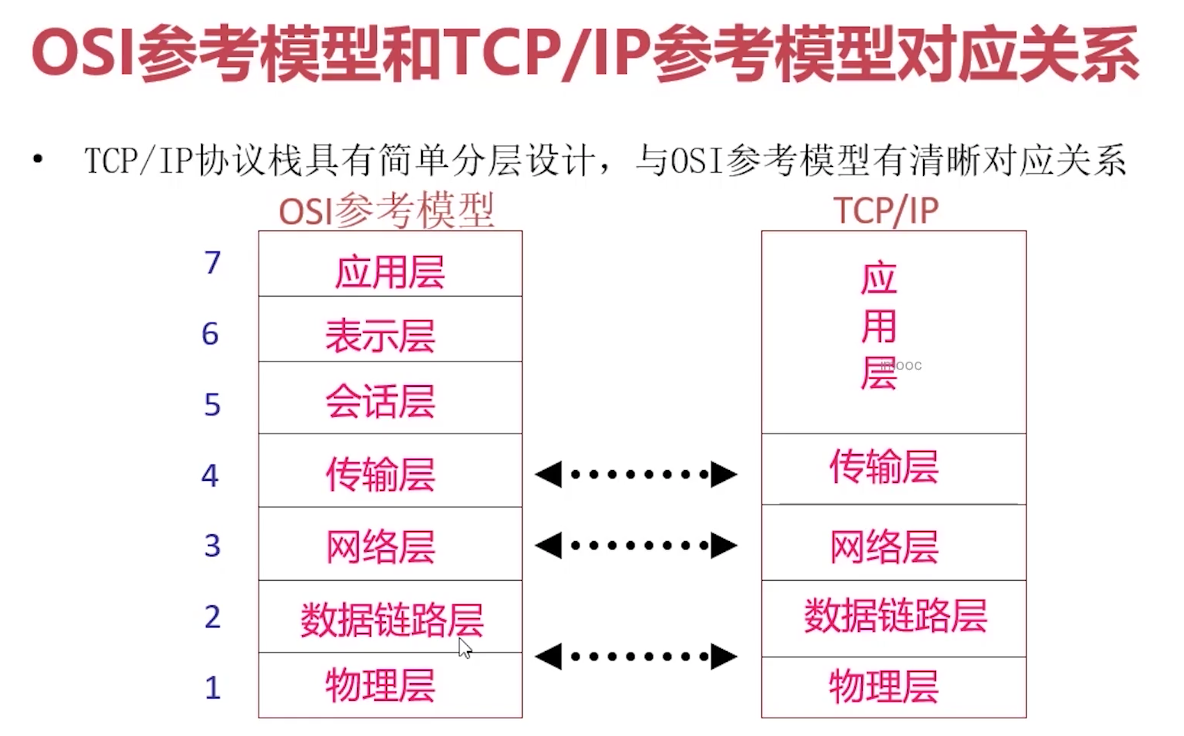 OSI参考模型和TCP/IP参考模型对应关系
• TCP/IP协议栈具有简单分层设计，与OSI参考模型有清晰对应关系
OSI参考模型
TCP/IP
7
应用层
6
表示层
5
会话层
应
用
层
mooc
4
传输层
传输层
3
网络层
网络层
2
数据链路层
数据链路层
1
物理层
物理层